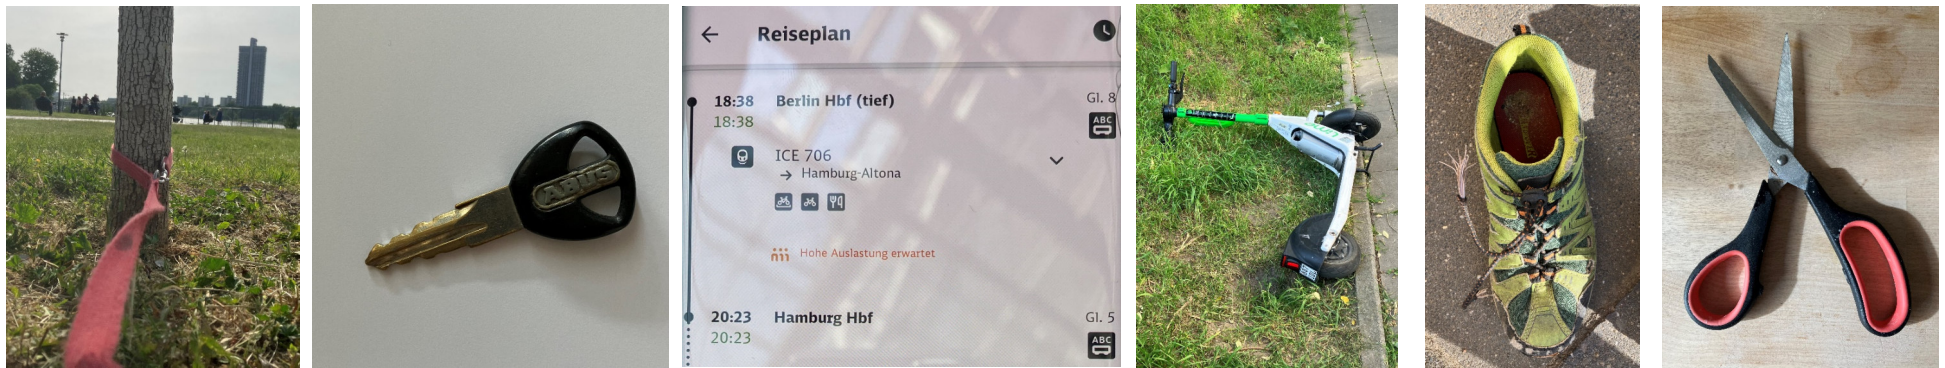 ABUS
Reiseplan
18:38 Berlin Hbf (tief) Gl. 8
18:38
ABC
ICE 706
→ Hamburg-Altona
Hohe Auslastung erwartet
20:23 Hamburg Hbf Gl. 5
20:23
ABC